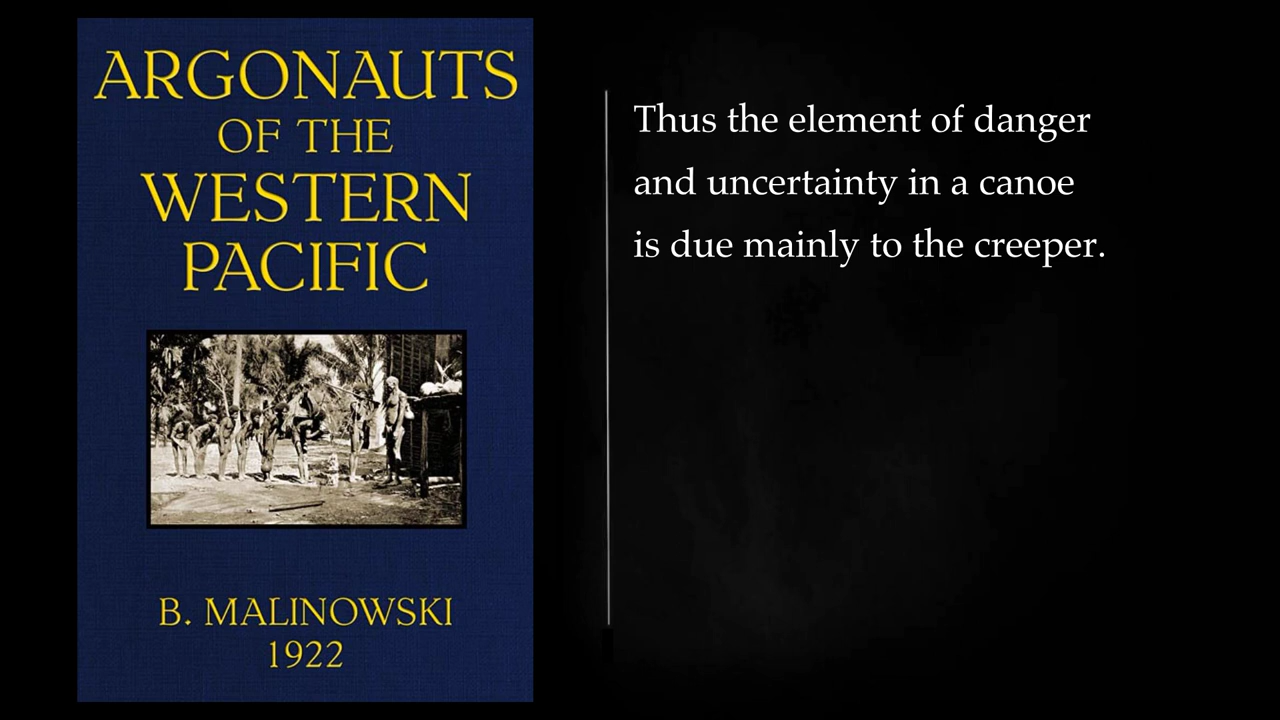 ARGONAUTS
OF THE
WESTERN
PACIFIC
B. MALINOWSKI
1922
Thus the element of danger
and uncertainty in a canoe
is due mainly to the creeper.